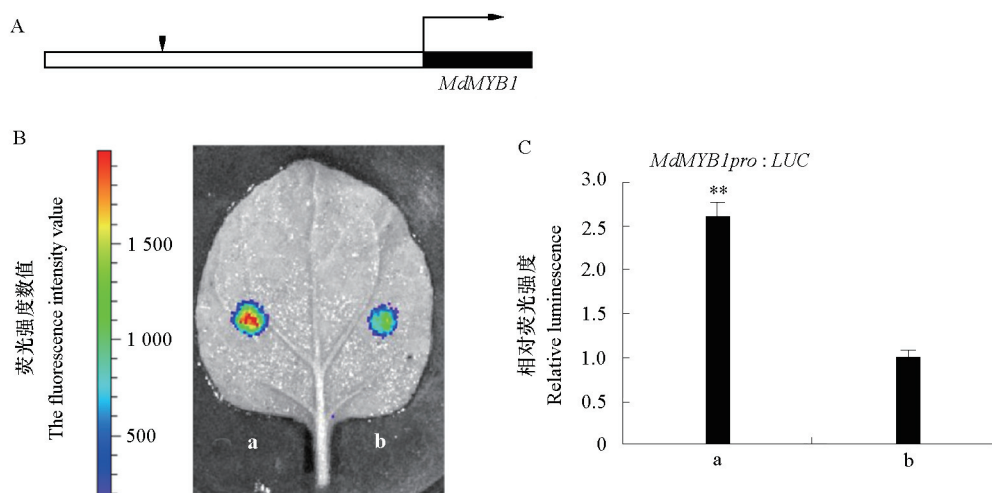 A
MdMYB1
B
荧光强度数值
The fluorescence intensity value
1 500
1 000
500
a
b
C
MdMYB1pro : LUC
相对荧光强度
Relative luminescence
3.0
2.5
2.0
1.5
1.0
0.5
0
**
a
b